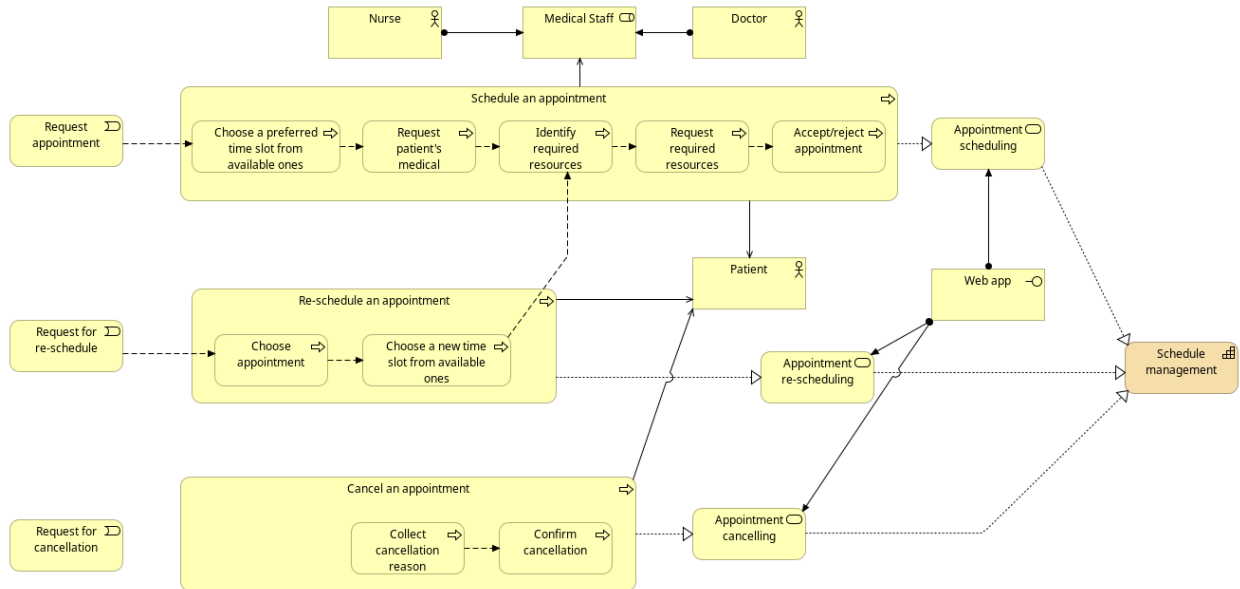 Nurse
Medical Staff
Doctor
Schedule an appointment
Request
appointment
Choose a preferred
time slot from
available ones
Request
patient's
medical
Identify
required
resources
Request
required
resources
Accept/reject
appointment
Appointment
scheduling
Patient
Web app
Re-schedule an appointment
Request for
re-schedule
Choose
appointment
Choose a new time
slot from available
ones
Appointment
re-scheduling
Schedule
management
Cancel an appointment
Request for
cancellation
Collect
cancellation
reason
Confirm
cancellation
Appointment
cancelling